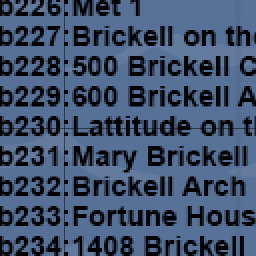 b226:Met 1
b227:Brickell on the
b228:500 Brickell C
b229:600 Brickell A
b230:Lattitude on th
b231:Mary Brickell
b232:Brickell Arch
b233:Fortune Hous
b234:1408 Brickell